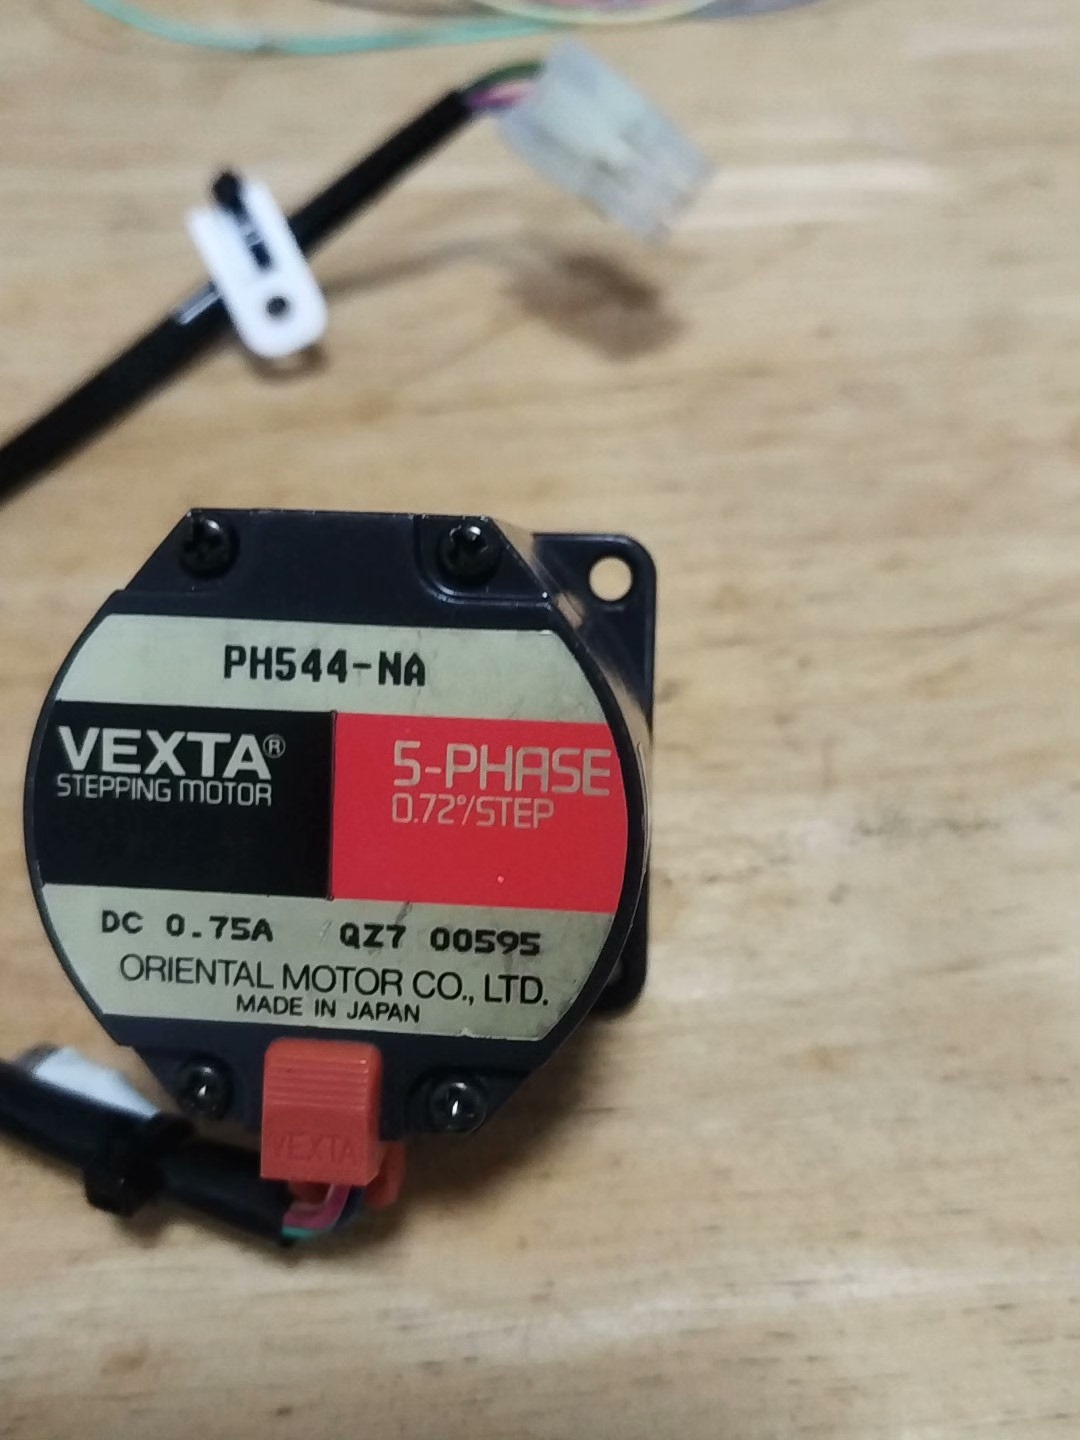 PH544-NA
VEXTA®
STEPPING MOTOR
5-PHASE
0.72°/STEP
DC 0.75A QZ7 00595
ORIENTAL MOTOR CO., LTD.
MADE IN JAPAN
VEXTA